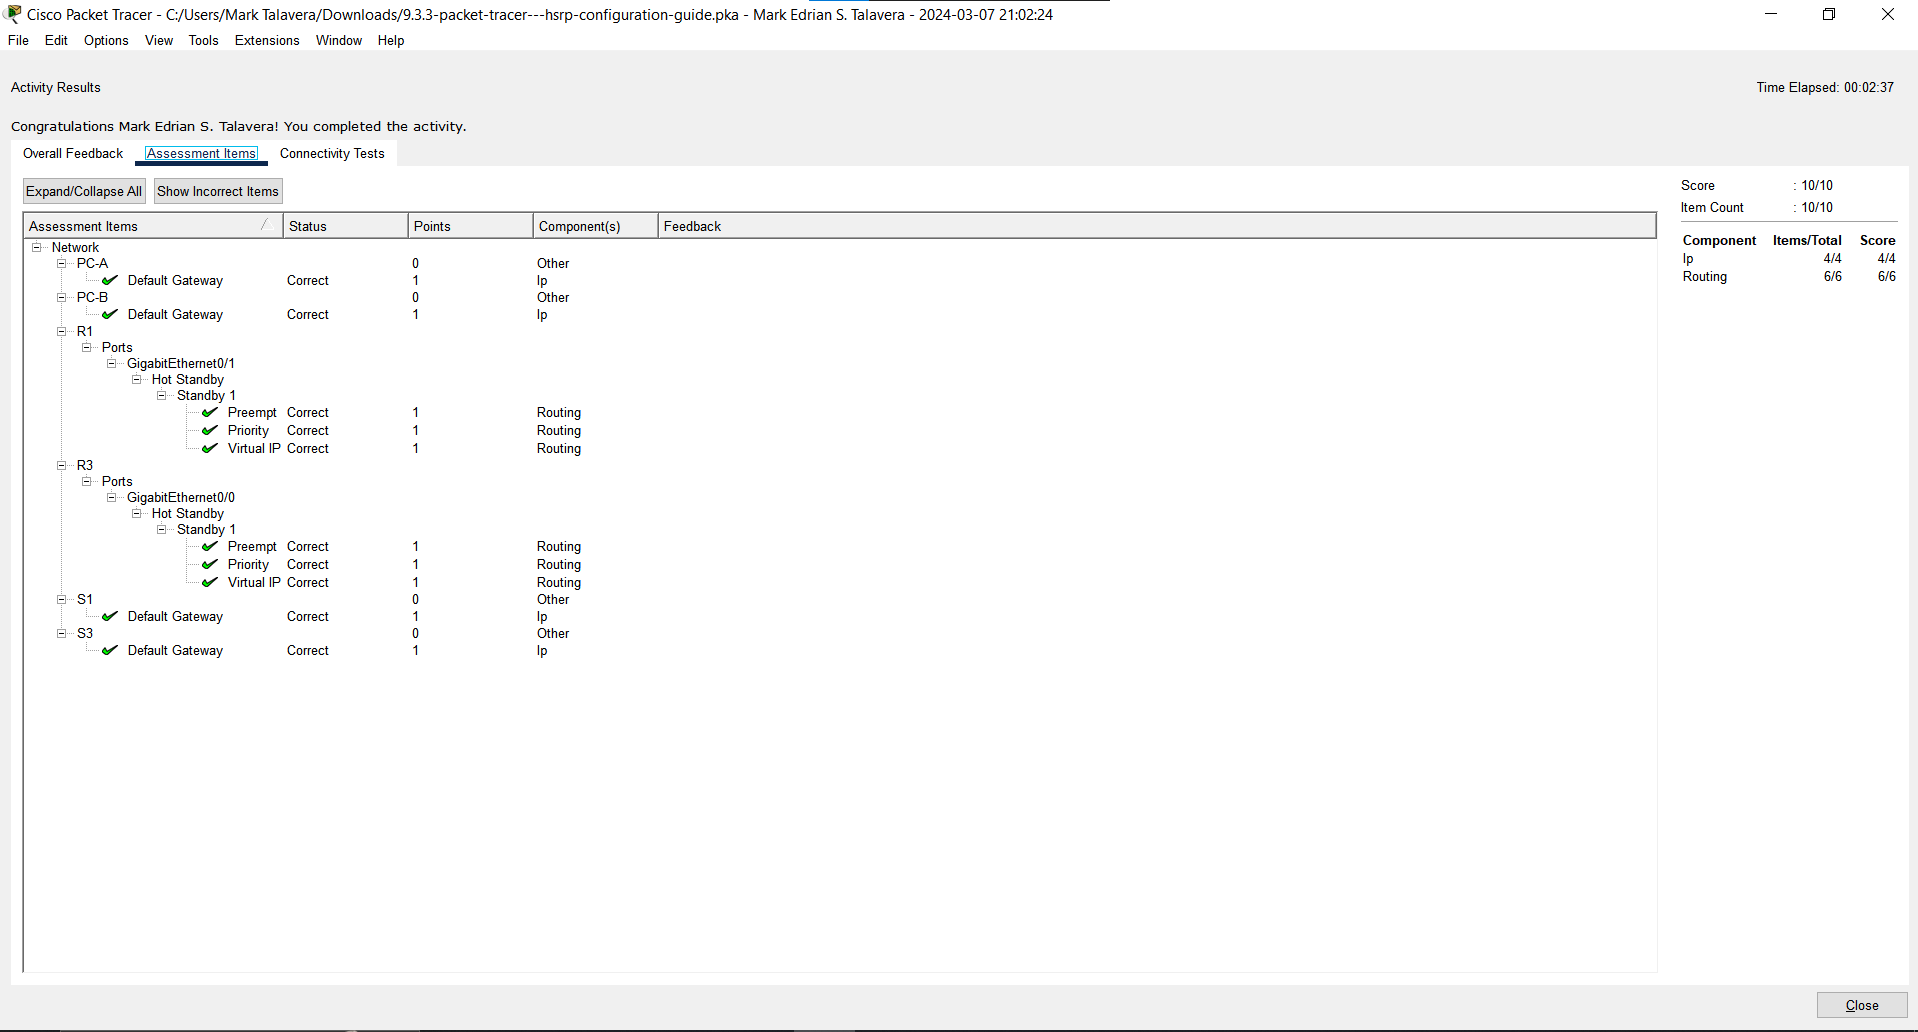 Cisco Packet Tracer - C:/Users/Mark Talavera/Downloads/9.3.3-packet-tracer---hsrp-configuration-guide.pka - Mark Edrian S. Talavera - 2024-03-07 21:02:24
File Edit Options View Tools Extensions Window Help
Activity Results Time Elapsed: 00:02:37
Congratulations Mark Edrian S. Talavera! You completed the activity.
Overall Feedback Assessment Items Connectivity Tests
Expand/Collapse All Show Incorrect Items
Assessment Items Status Points Component(s) Feedback
Network
PC-A 0 Other
Default Gateway Correct 1 Ip
PC-B 0 Other
Default Gateway Correct 1 Ip
R1
Ports
GigabitEthernet0/1
Hot Standby
Standby 1
Preempt Correct 1 Routing
Priority Correct 1 Routing
Virtual IP Correct 1 Routing
R3
Ports
GigabitEthernet0/0
Hot Standby
Standby 1
Preempt Correct 1 Routing
Priority Correct 1 Routing
Virtual IP Correct 1 Routing
S1 0 Other
Default Gateway Correct 1 Ip
S3 0 Other
Default Gateway Correct 1 Ip
Score : 10/10
Item Count : 10/10
Component Items/Total Score
Ip 4/4 4/4
Routing 6/6 6/6
Close